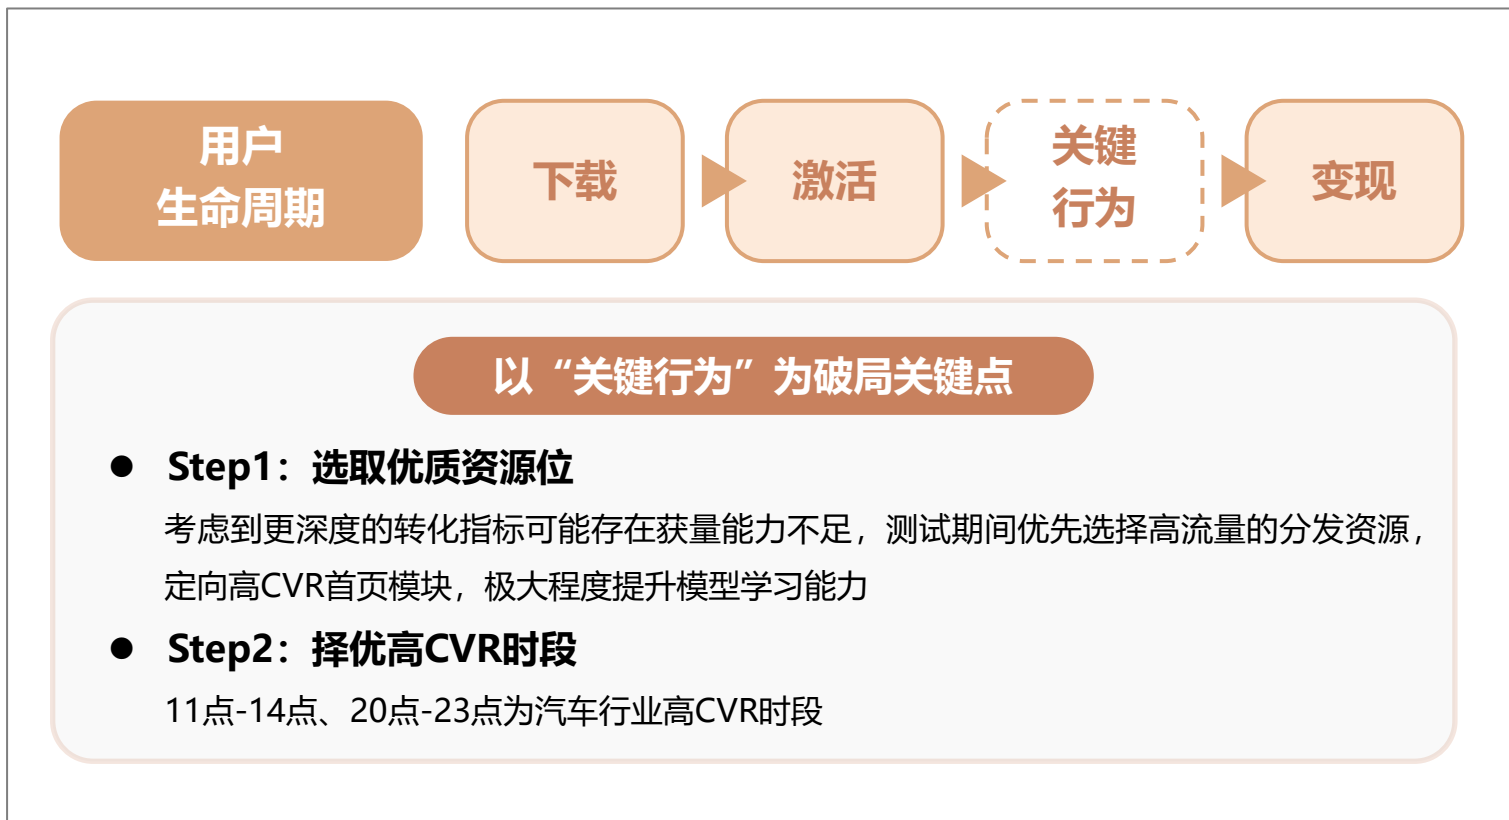 用户
生命周期
下载
激活
关键
行为
变现
以“关键行为”为破局关键点
● Step1：选取优质资源位
考虑到更深度的转化指标可能存在获量能力不足，测试期间优先选择高流量的分发资源，
定向高CVR首页模块，极大程度提升模型学习能力
● Step2：择优高CVR时段
11点-14点、20点-23点为汽车行业高CVR时段